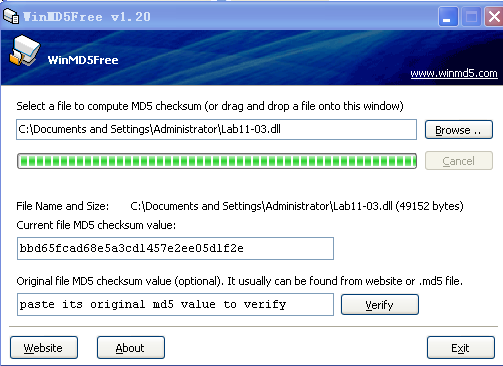 WinMD5Free v1.20
WinMD5Free
www.winmd5.com
Select a file to compute MD5 checksum (or drag and drop a file onto this window)
C:\Documents and Settings\Administrator\Lab11-03.dll
Browse ..
Cancel
File Name and Size: C:\Documents and Settings\Administrator\Lab11-03.dll (49152 bytes)
Current file MD5 checksum value:
bbd65fcad68e5a3cd1457e2ee05d1f2e
Original file MD5 checksum value (optional). It usually can be found from website or .md5 file.
paste its original md5 value to verify
Verify
Website
About
Exit